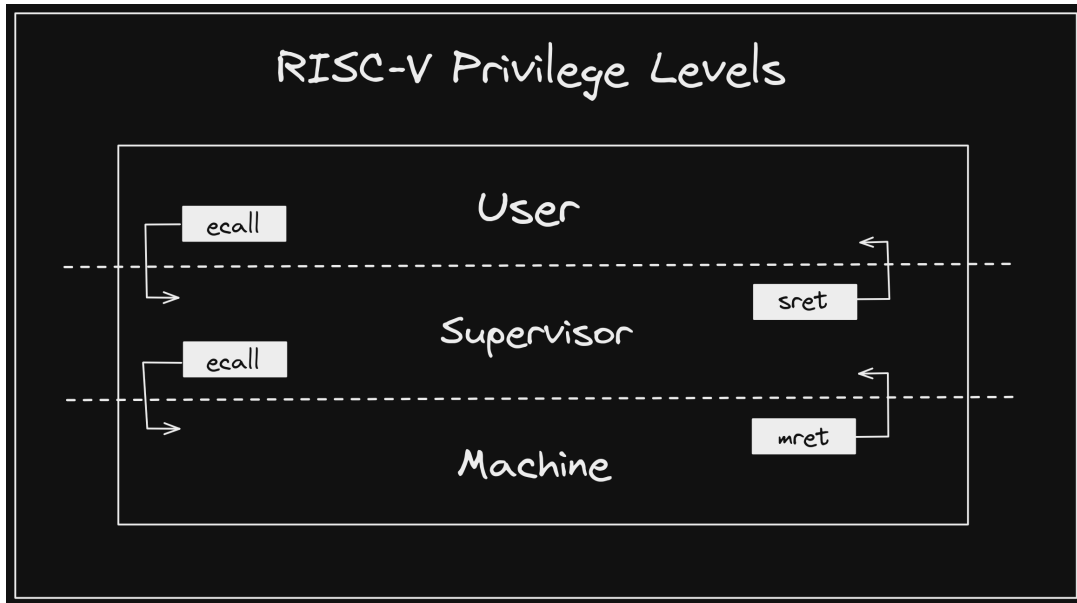 RISC-V Privilege Levels
User
ecall
sret
Supervisor
ecall
mret
Machine